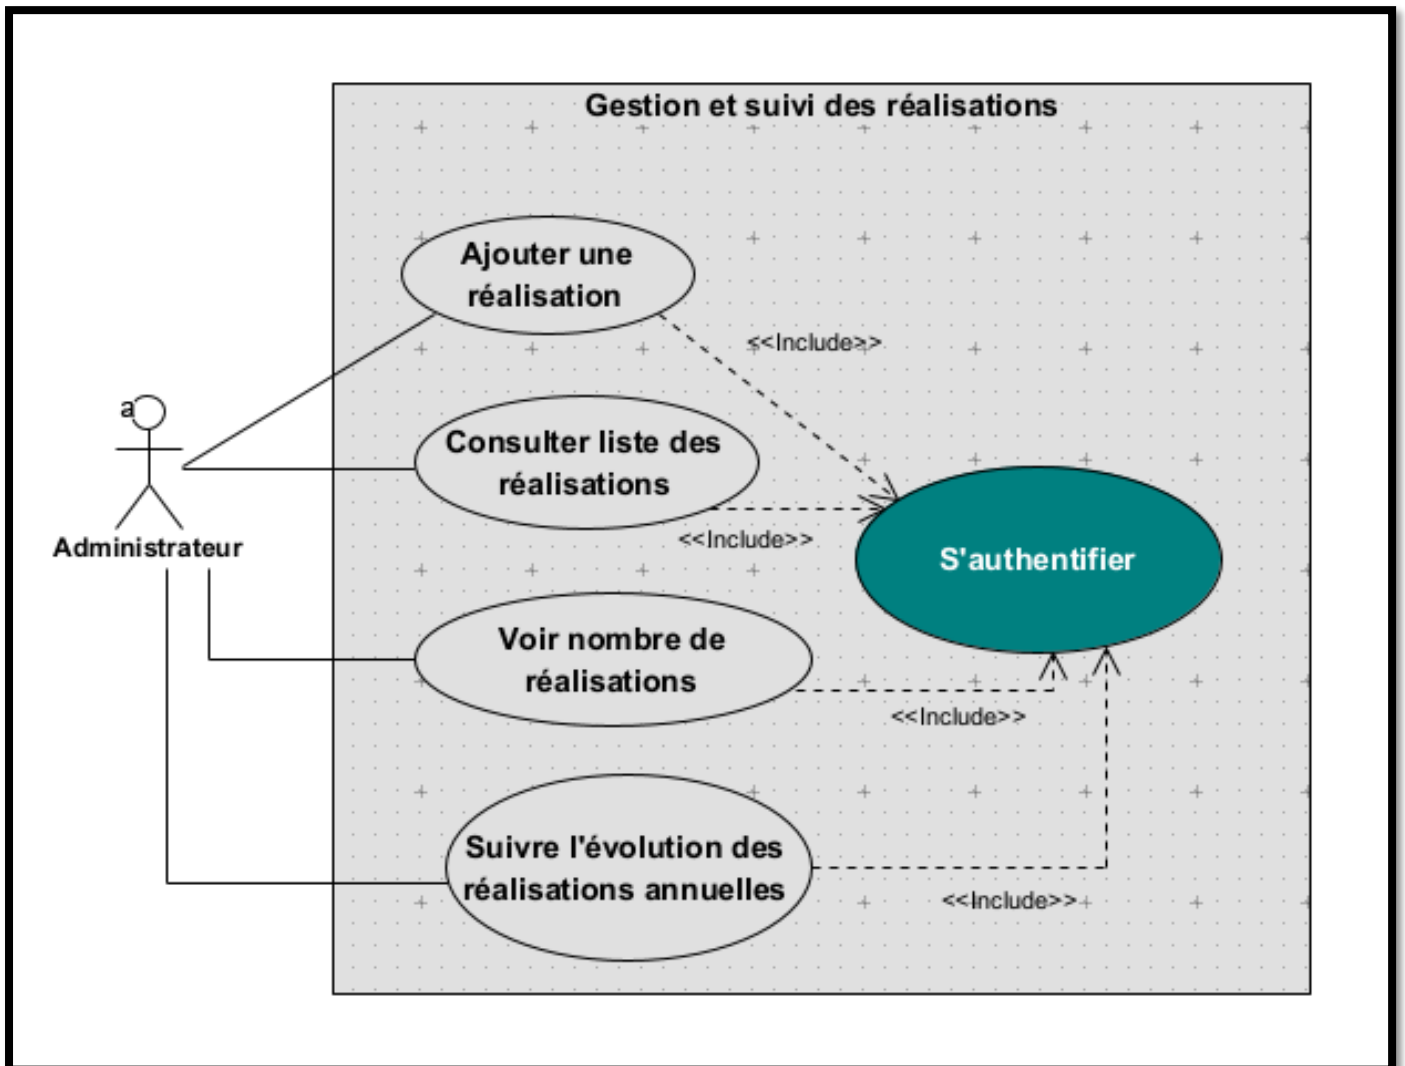 Gestion et suivi des réalisations
Ajouter une
réalisation
<<Include>>
a
Consulter liste des
réalisations
<<Include>>
S'authentifier
Administrateur
Voir nombre de
réalisations
<<Include>>
Suivre l'évolution des
réalisations annuelles
<<Include>>